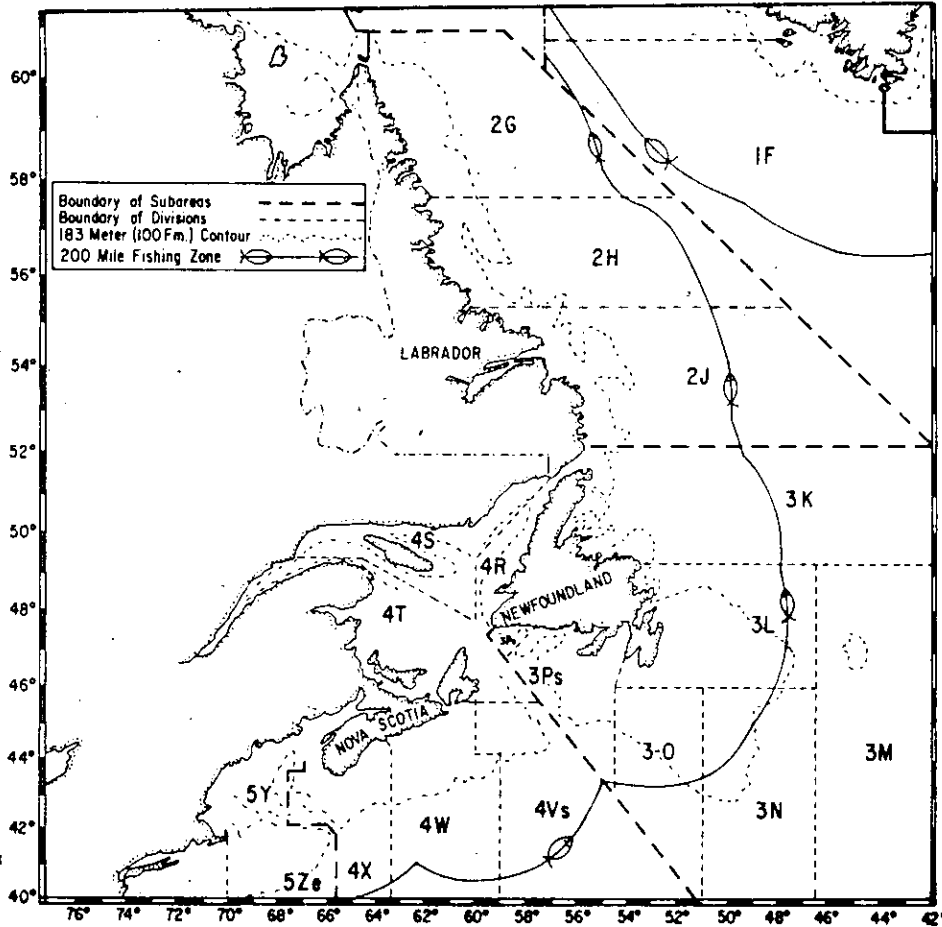 60°
58°
56°
54°
52°
50°
48°
46°
44°
42°
40°
2G
1F
Boundary of Subareas
Boundary of Divisions
183 Meter (100 Fm.) Contour
200 Mile Fishing Zone
2H
LABRADOR
2J
3K
4S
4R
NEWFOUNDLAND
4T
3L
3Ps
NOVA SCOTIA
3-O
3M
5Y
3N
4Vs
4W
4X
5Ze
76° 74° 72° 70° 68° 66° 64° 62° 60° 58° 56° 54° 52° 50° 48° 46° 44° 42°